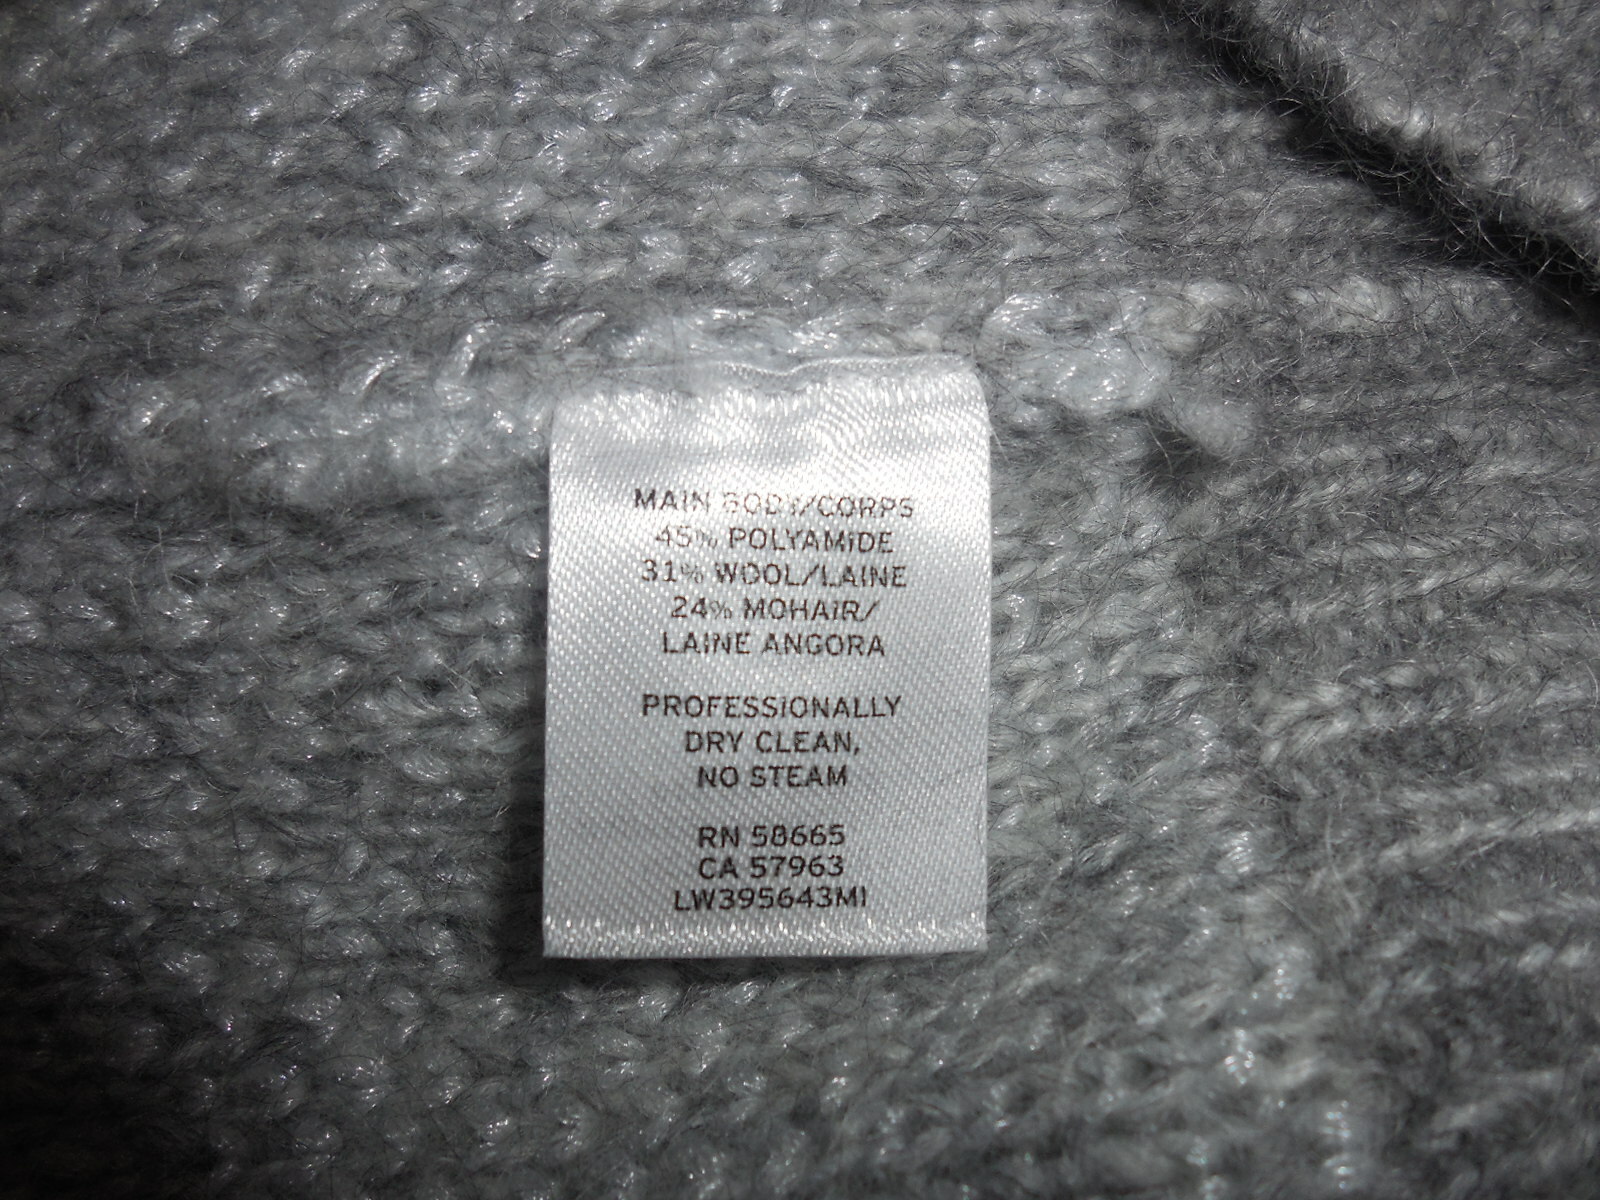 MAIN BODY/CORPS
45% POLYAMIDE
31% WOOL/LAINE
24% MOHAIR/
LAINE ANGORA
PROFESSIONALLY
DRY CLEAN,
NO STEAM
RN 58665
CA 57963
LW395643MI